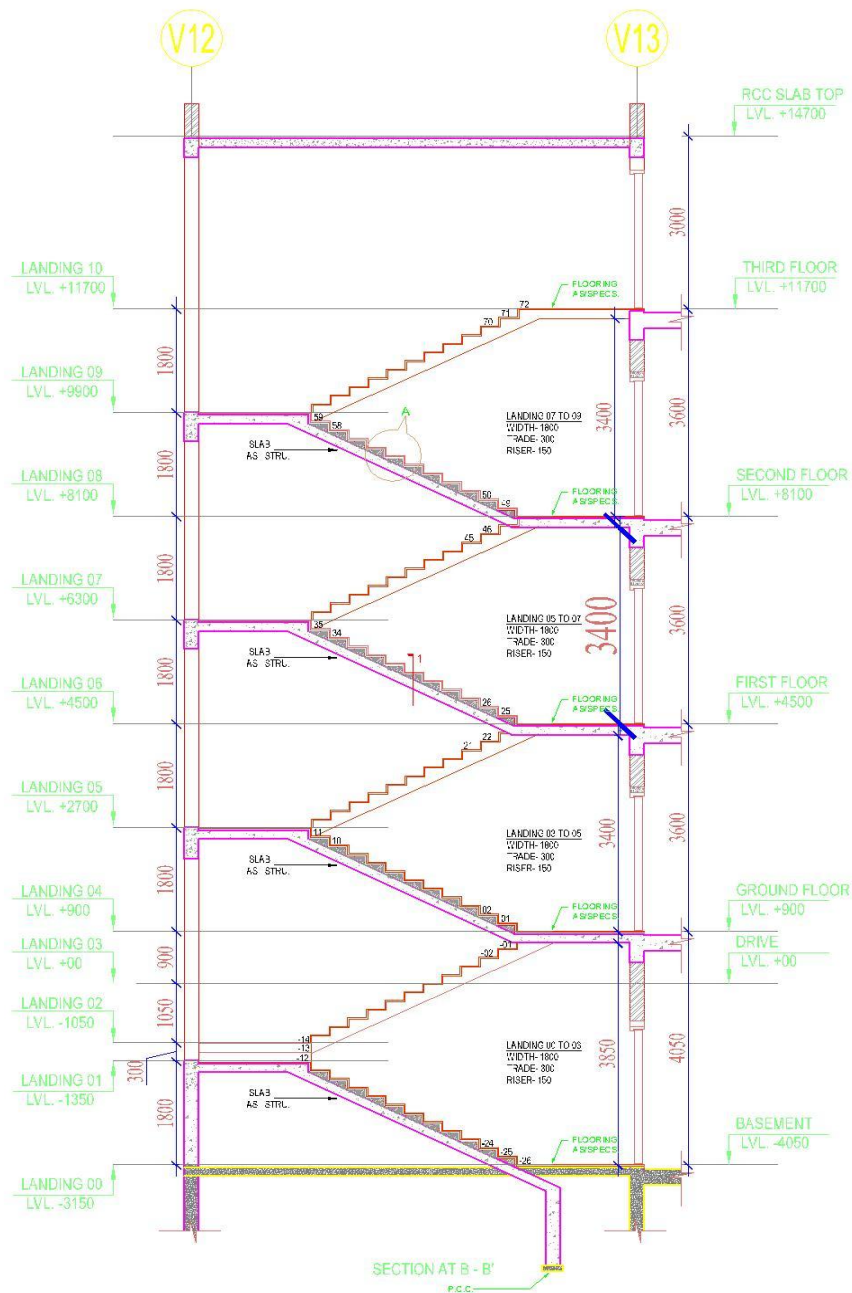 V12
V13
RCC SLAB TOP
LVL. +14700
3000
LANDING 10
LVL. +11700
THIRD FLOOR
LVL. +11700
FLOORING
AS/SPECS.
72
71
70
1800
3400
3600
LANDING 09
LVL. +9900
59
58
A
SLAB
AS STRU.
LANDING 07 TO 09
WIDTH- 1800
TRADE- 300
RISER- 150
1800
LANDING 08
LVL. +8100
50
49
FLOORING
AS/SPECS.
SECOND FLOOR
LVL. +8100
46
45
1800
3400
3600
LANDING 07
LVL. +6300
35
34
SLAB
AS STRU.
1
LANDING 05 TO 07
WIDTH- 1800
TRADE- 300
RISER- 150
1800
LANDING 06
LVL. +4500
26
25
FLOORING
AS/SPECS.
FIRST FLOOR
LVL. +4500
22
21
1800
3400
3600
LANDING 05
LVL. +2700
11
10
SLAB
AS STRU.
LANDING 03 TO 05
WIDTH- 1800
TRADE- 300
RISER- 150
1800
LANDING 04
LVL. +900
02
01
FLOORING
AS/SPECS
GROUND FLOOR
LVL. +900
LANDING 03
LVL. +00
-01
-02
DRIVE
LVL. +00
900
LANDING 02
LVL. -1050
1050
-14
-13
-12
300
LANDING 01
LVL. -1350
SLAB
AS STRU.
LANDING 00 TO 03
WIDTH- 1800
TRADE- 300
RISER- 150
3850
4050
1800
-24
-25
-26
FLOORING
AS/SPECS
BASEMENT
LVL. -4050
LANDING 00
LVL. -3150
SECTION AT B - B'
P.C.C.